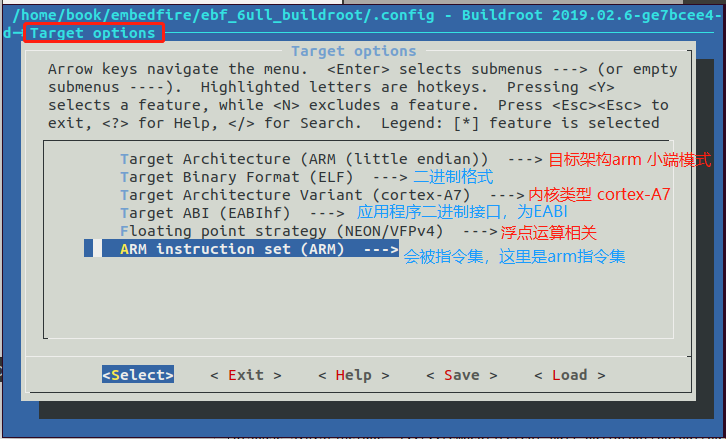 /home/book/embedfire/ebf_6ull_buildroot/.config - Buildroot 2019.02.6-ge7bcee4-
d→Target options
Target options
Arrow keys navigate the menu.  <Enter> selects submenus ---> (or empty
submenus ----).  Highlighted letters are hotkeys.  Pressing <Y>
selects a feature, while <N> excludes a feature.  Press <Esc><Esc> to
exit, <?> for Help, </> for Search.  Legend: [*] feature is selected
Target Architecture (ARM (little endian))  ---> 目标架构arm 小端模式
Target Binary Format (ELF)  ---> 二进制格式
Target Architecture Variant (cortex-A7)  ---> 内核类型 cortex-A7
Target ABI (EABIhf)  ---> 应用程序二进制接口，为EABI
Floating point strategy (NEON/VFPv4)  ---> 浮点运算相关
ARM instruction set (ARM)  ---> 会被指令集，这里是arm指令集
<Select>    < Exit >    < Help >    < Save >    < Load >